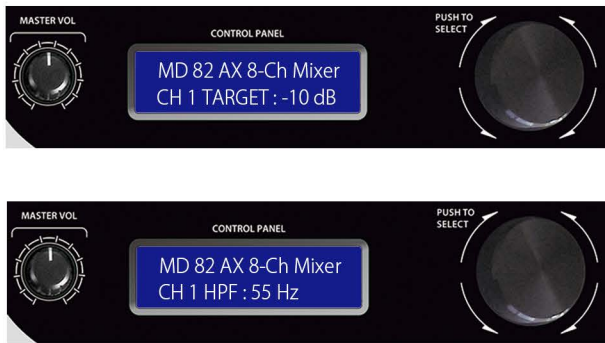 MASTER VOL
CONTROL PANEL
PUSH TO
SELECT
MD 82 AX 8-Ch Mixer
CH 1 TARGET : -10 dB
MASTER VOL
CONTROL PANEL
PUSH TO
SELECT
MD 82 AX 8-Ch Mixer
CH 1 HPF : 55 Hz